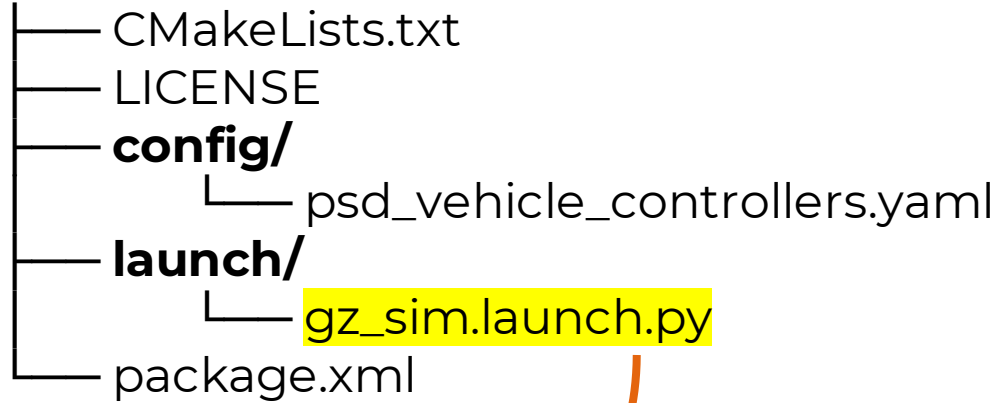 CMakeLists.txt
LICENSE
config/
psd_vehicle_controllers.yaml
launch/
gz_sim.launch.py
package.xml